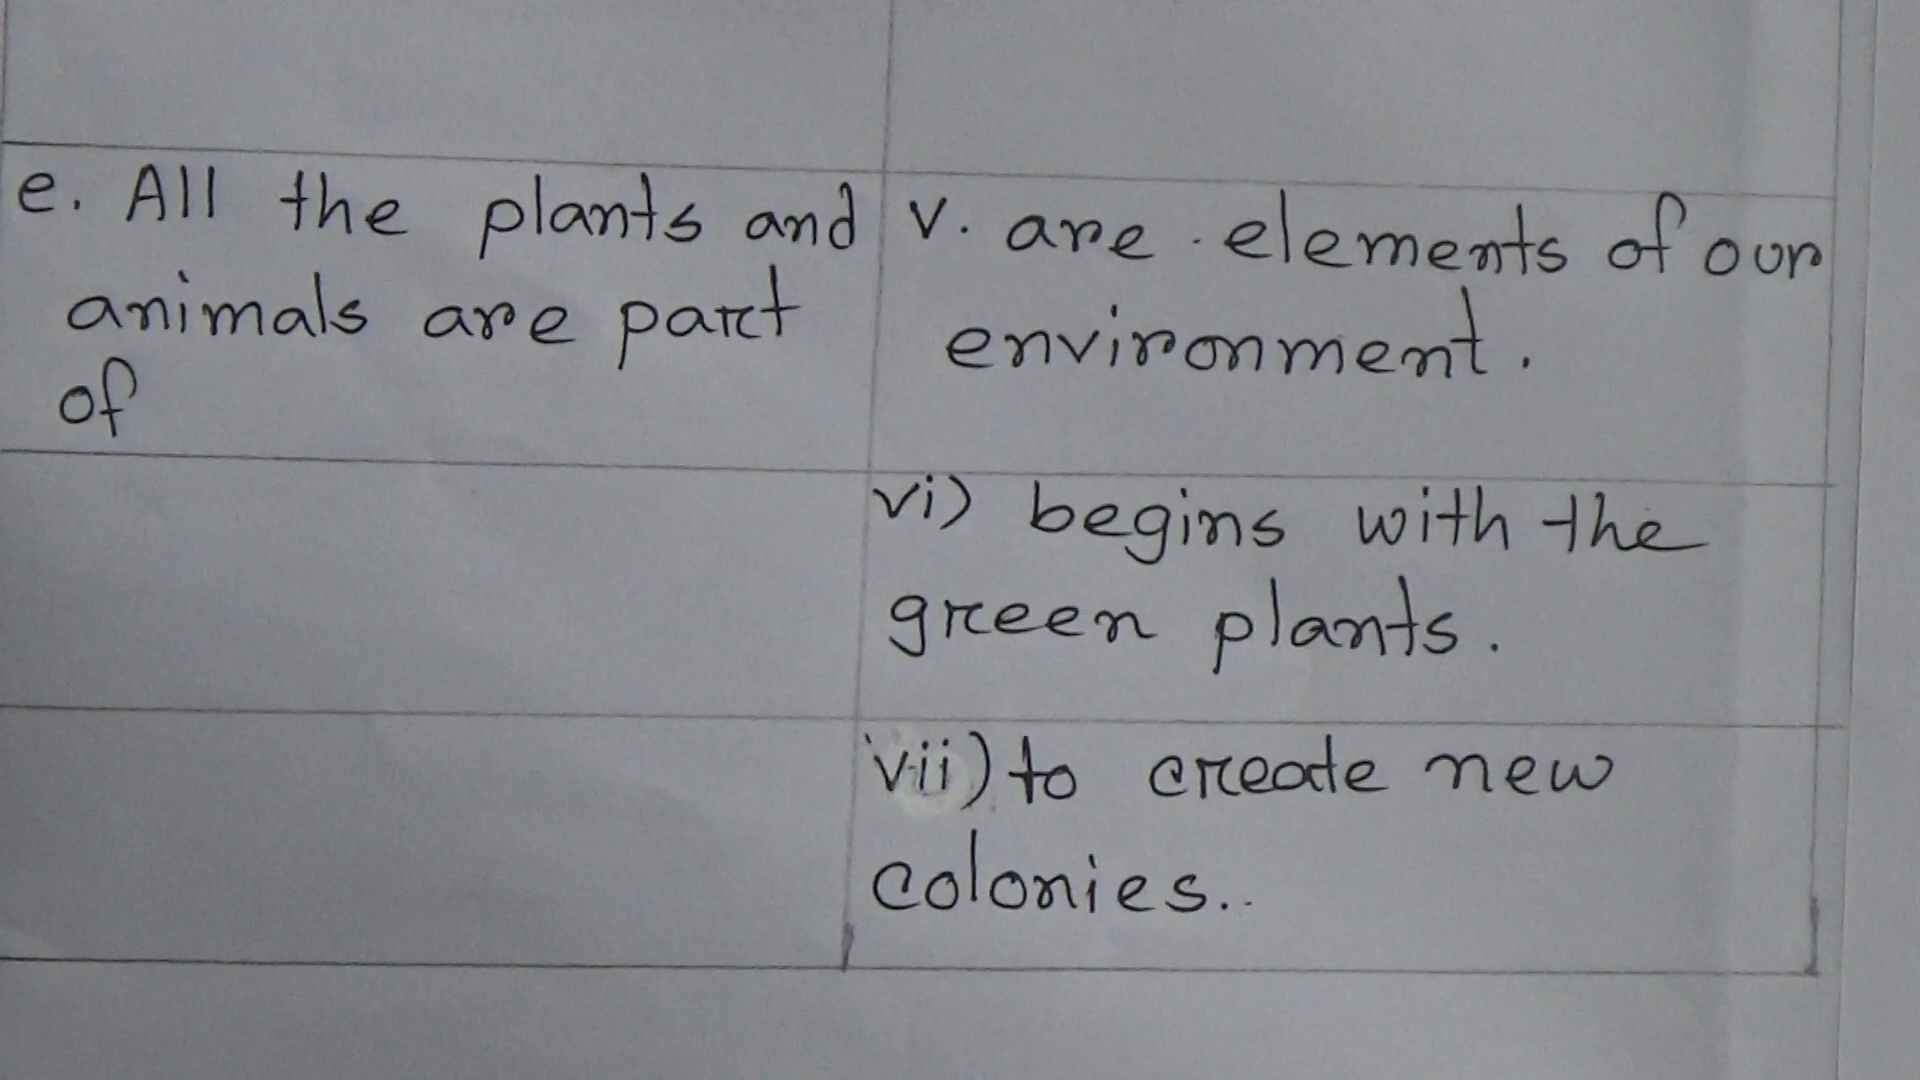 e. All the plants and
animals are part
of
v. are elements of our
environment.
vi) begins with the
green plants.
vii) to create new
colonies..